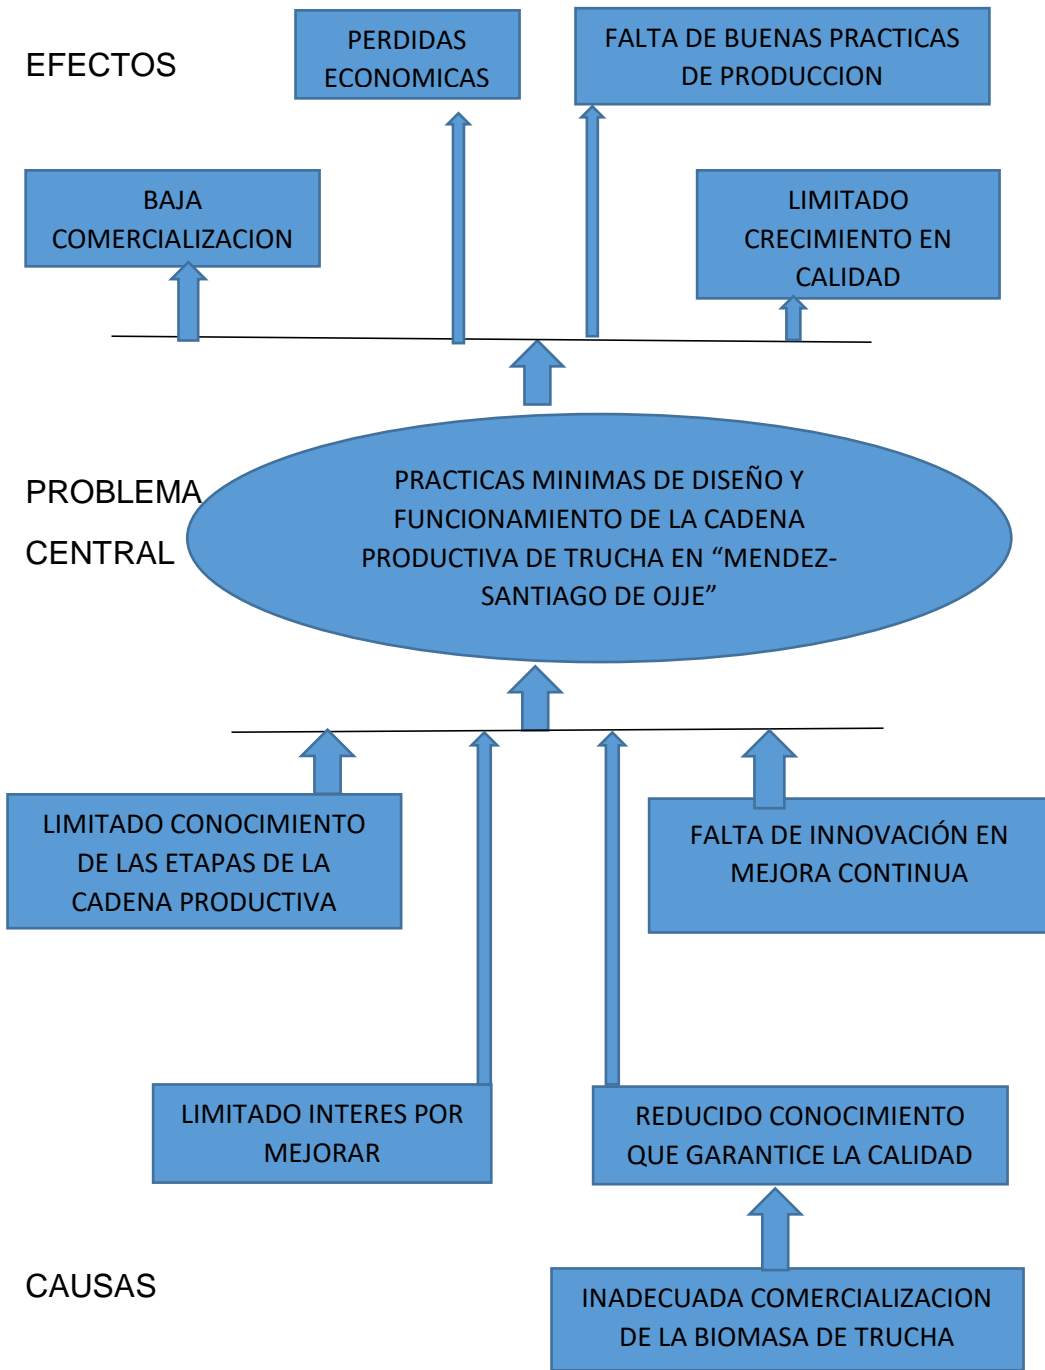 EFECTOS
PERDIDAS
ECONOMICAS
FALTA DE BUENAS PRACTICAS
DE PRODUCCION
BAJA
COMERCIALIZACION
LIMITADO
CRECIMIENTO EN
CALIDAD
PROBLEMA
CENTRAL
PRACTICAS MINIMAS DE DISEÑO Y
FUNCIONAMIENTO DE LA CADENA
PRODUCTIVA DE TRUCHA EN “MENDEZ-
SANTIAGO DE OJJE”
LIMITADO CONOCIMIENTO
DE LAS ETAPAS DE LA
CADENA PRODUCTIVA
FALTA DE INNOVACIÓN EN
MEJORA CONTINUA
LIMITADO INTERES POR
MEJORAR
REDUCIDO CONOCIMIENTO
QUE GARANTICE LA CALIDAD
CAUSAS
INADECUADA COMERCIALIZACION
DE LA BIOMASA DE TRUCHA